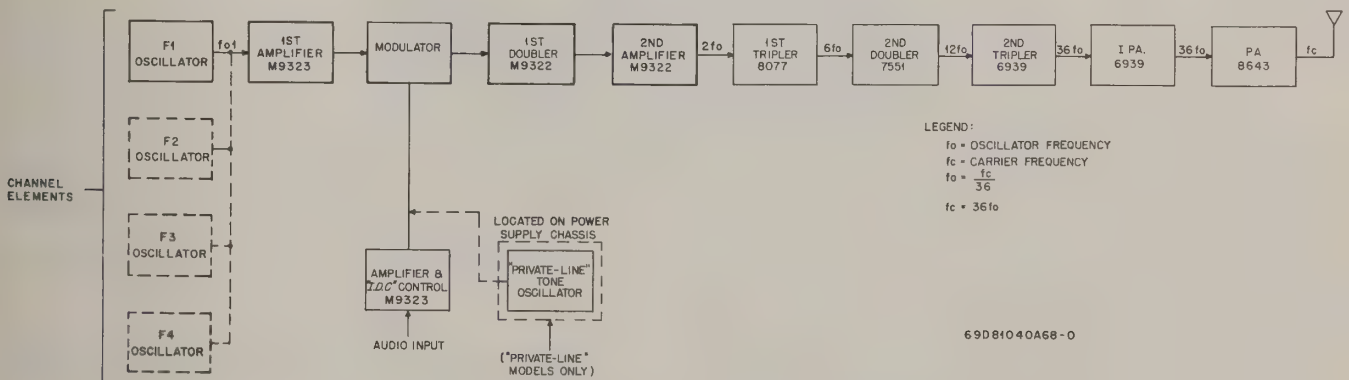 F1
OSCILLATOR
fo1
1ST
AMPLIFIER
M9323
MODULATOR
1ST
DOUBLER
M9322
2ND
AMPLIFIER
M9322
2fo
1ST
TRIPLER
8077
6fo
2ND
DOUBLER
7551
12fo
2ND
TRIPLER
6939
36fo
I PA.
6939
36fo
PA
8643
fc
F2
OSCILLATOR
CHANNEL
ELEMENTS
F3
OSCILLATOR
F4
OSCILLATOR
AMPLIFIER &
"IDC" CONTROL
M9323
AUDIO INPUT
LOCATED ON POWER
SUPPLY CHASSIS
"PRIVATE-LINE"
TONE
OSCILLATOR
("PRIVATE-LINE"
MODELS ONLY)
LEGEND:
fo = OSCILLATOR FREQUENCY
fc = CARRIER FREQUENCY
fo = fc
36
fc = 36fo
69D81040A68-0